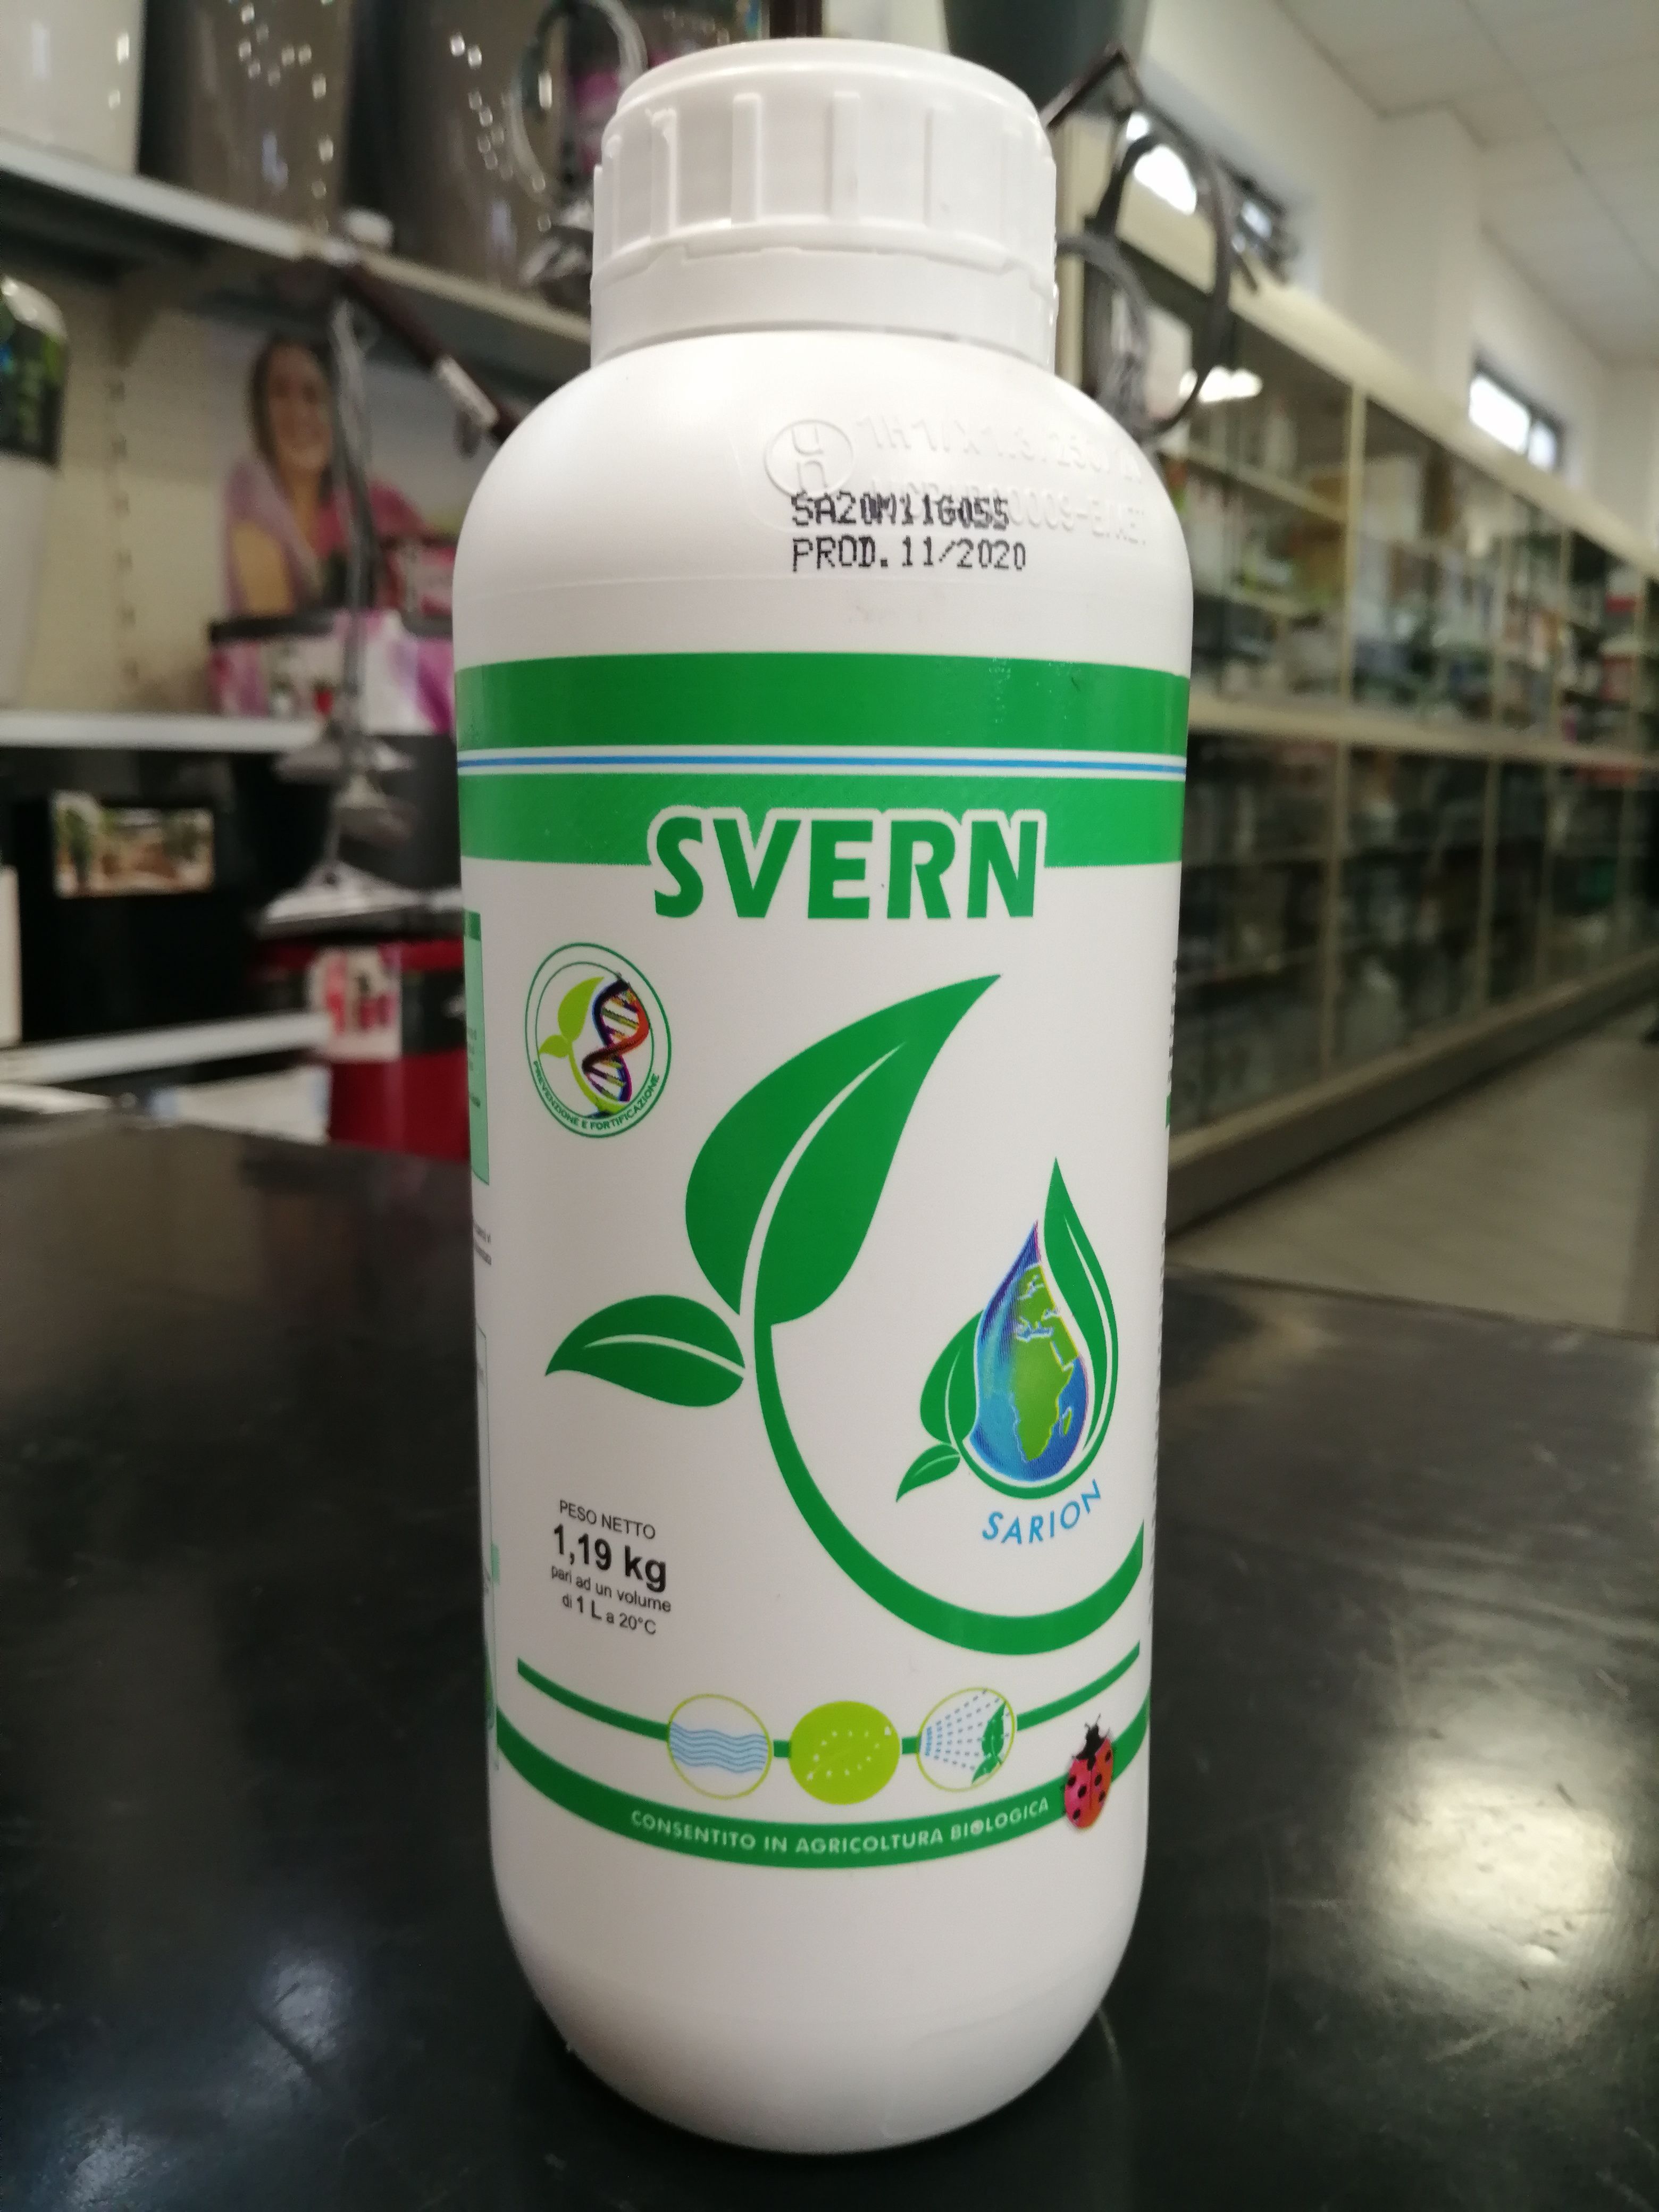 SA20M11G055
PROD. 11/2020
SVERN
PREVENZIONE E FORTIFICAZIONE
SARION
PESO NETTO
1,19 kg
pari ad un volume
di 1 L a 20°C
CONSENTITO IN AGRICOLTURA BIOLOGICA